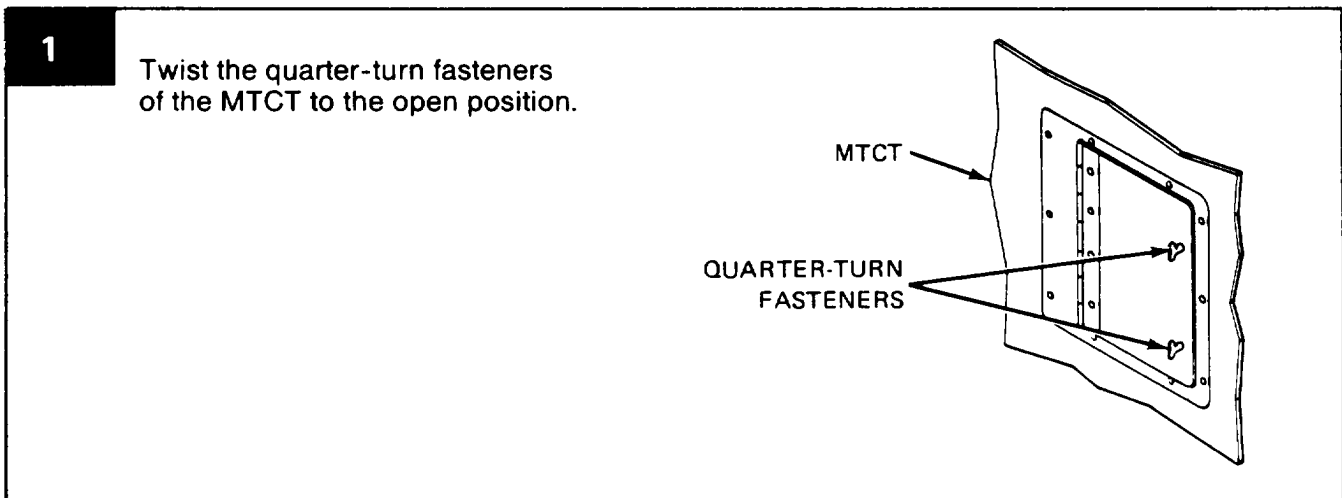 1
Twist the quarter-turn fasteners
of the MTCT to the open position.
MTCT
QUARTER-TURN
FASTENERS